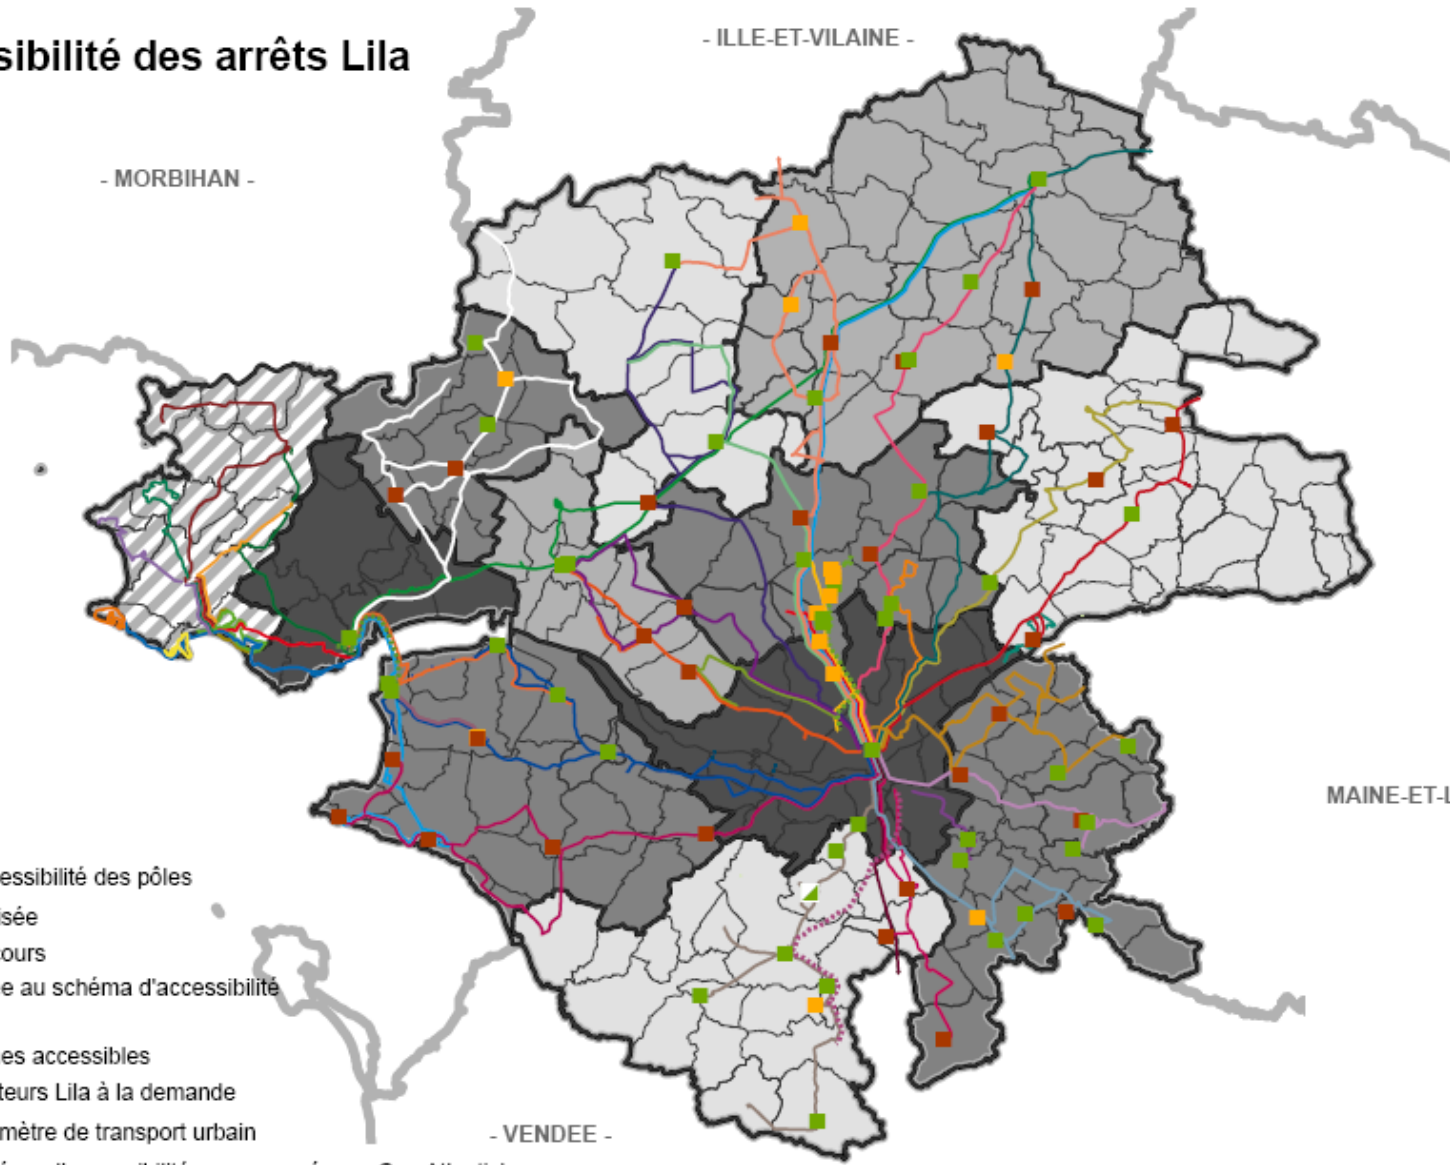 sibilité des arrêts Lila
- ILLE-ET-VILAINE -
- MORBIHAN -
MAINE-ET-L
essibilité des pôles
isée
cours
e au schéma d'accessibilité
es accessibles
teurs Lila à la demande
mètre de transport urbain
- VENDEE -